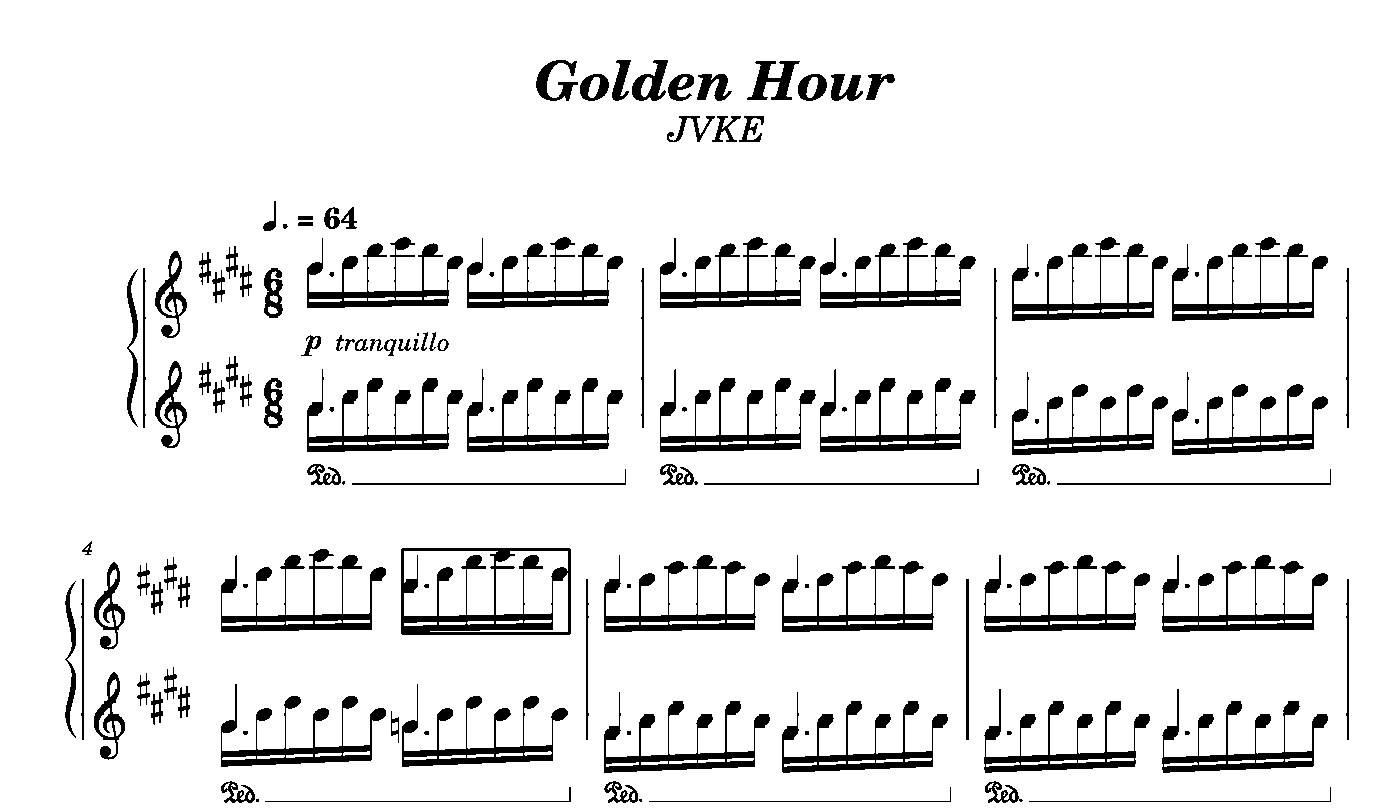 Golden Hour
JVKE
♩. = 64
6 8
p tranquillo
6 8
Ped. Ped. Ped.
4
Ped. Ped. Ped.